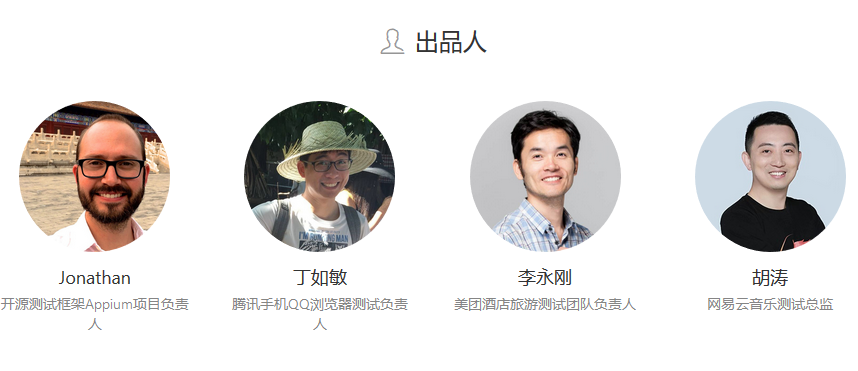 出品人
Jonathan
开源测试框架Appium项目负责
人
丁如敏
腾讯手机QQ浏览器测试负责
人
李永刚
美团酒店旅游测试团队负责人
胡涛
网易云音乐测试总监